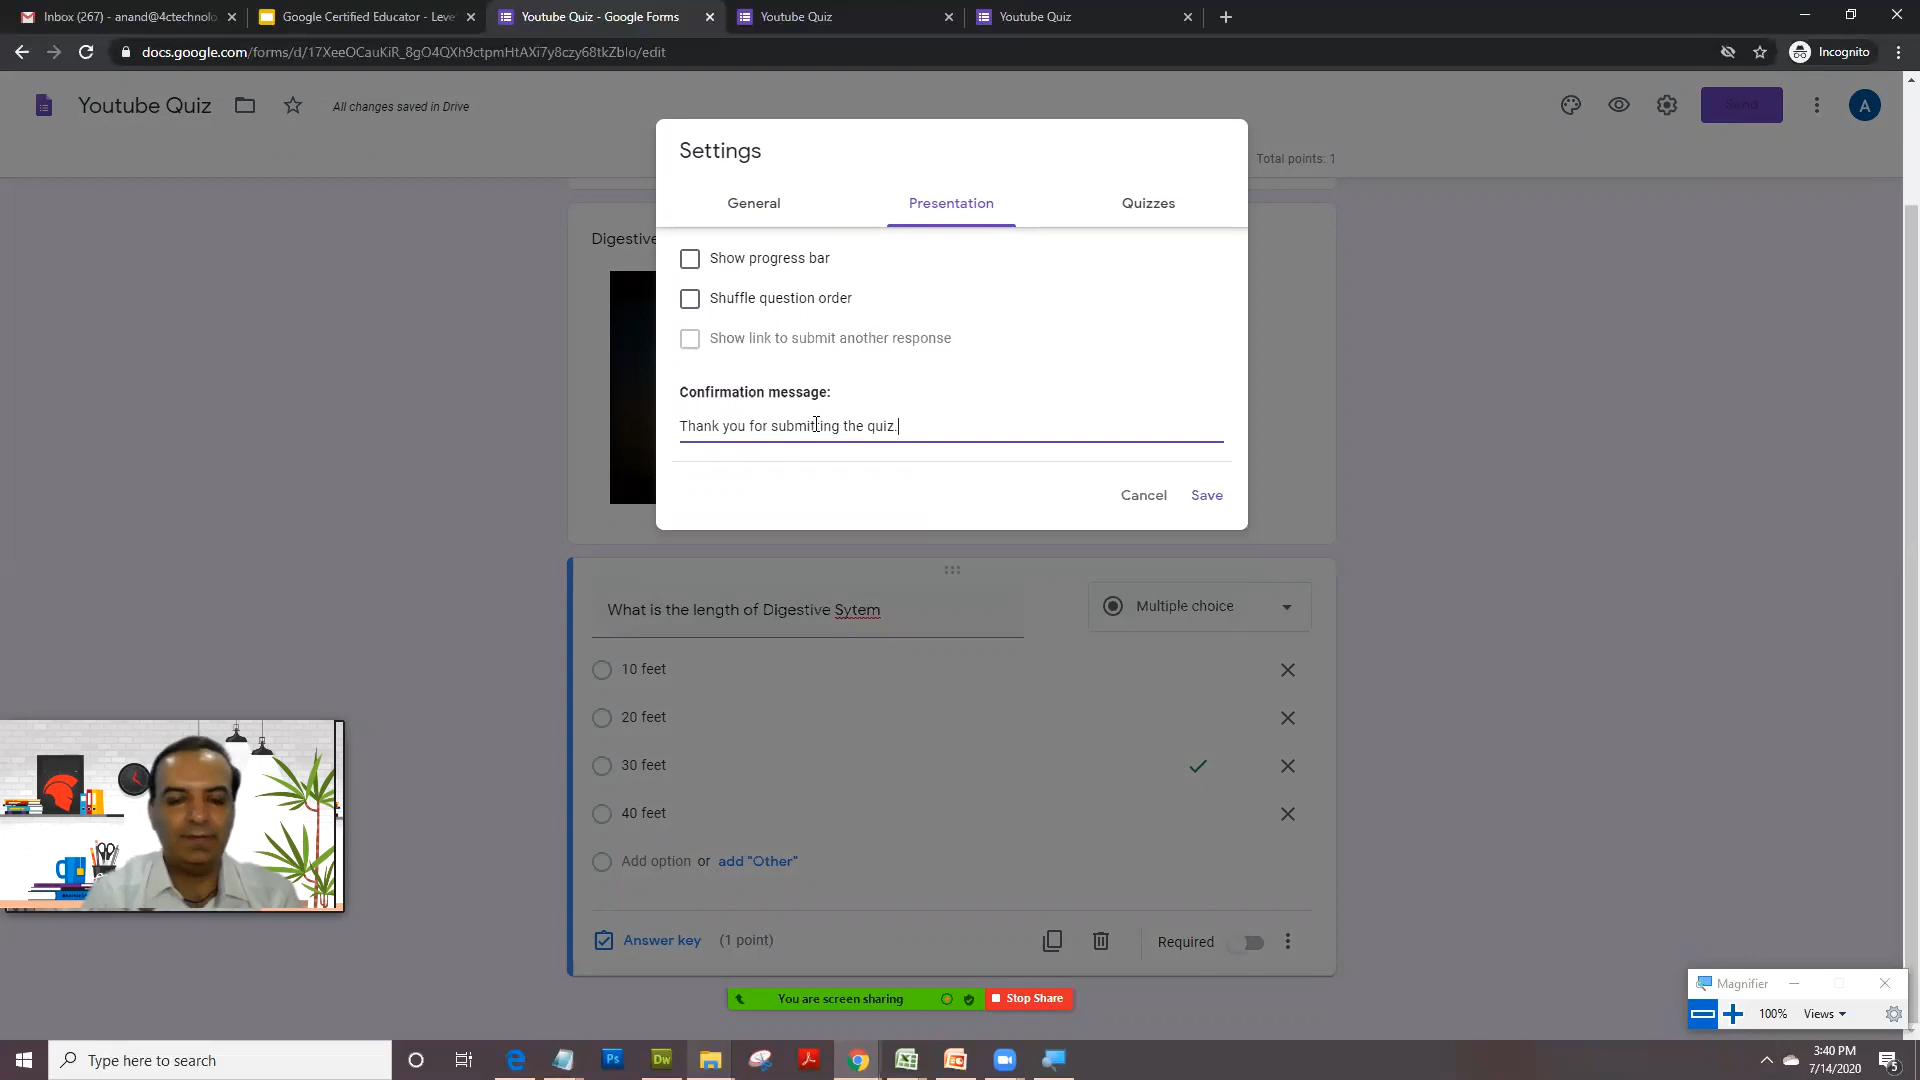 Inbox (267) - anand@4ctechnolo
Google Certified Educator - Leve
Youtube Quiz - Google Forms
Youtube Quiz
Youtube Quiz
docs.google.com/forms/d/17XeeOCauKiR_8gO4QXh9ctpmHtAXi7y8czy68tkZblo/edit
Incognito
Youtube Quiz
All changes saved in Drive
Send
A
Total points: 1
Settings
General
Presentation
Quizzes
Digestive
Show progress bar
Shuffle question order
Show link to submit another response
Confirmation message:
Thank you for submitting the quiz.
Cancel
Save
What is the length of Digestive Sytem
Multiple choice
10 feet
20 feet
30 feet
40 feet
Add option or add "Other"
Answer key (1 point)
Required
You are screen sharing
Stop Share
Magnifier
100%
Views
Type here to search
Ps
Dw
3:40 PM
7/14/2020
5